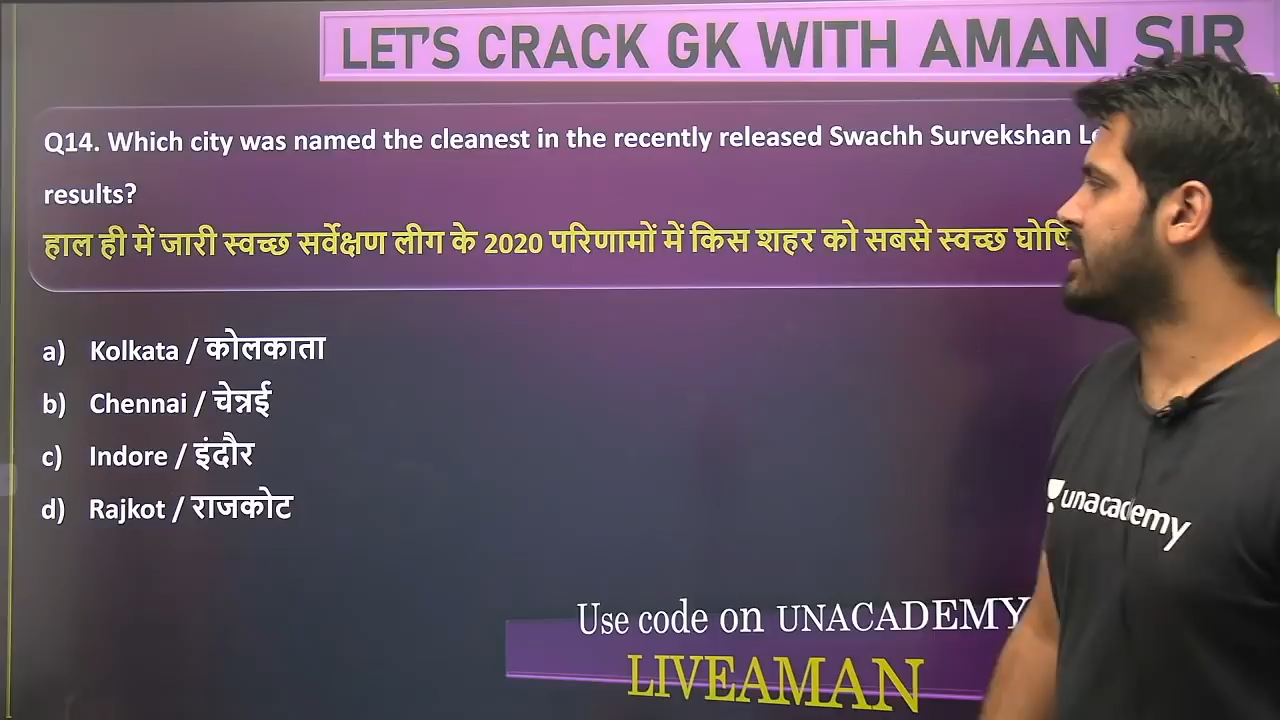 LET'S CRACK GK WITH AMAN SIR
Q14. Which city was named the cleanest in the recently released Swachh Survekshan
results?
हाल ही में जारी स्वच्छ सर्वेक्षण लीग के 2020 परिणामों में किस शहर को सबसे स्वच्छ
a) Kolkata / कोलकाता
b) Chennai / चेन्नई
c) Indore / इंदौर
d) Rajkot / राजकोट
unacademy
Use code on UNACADEMY
LIVEAMAN